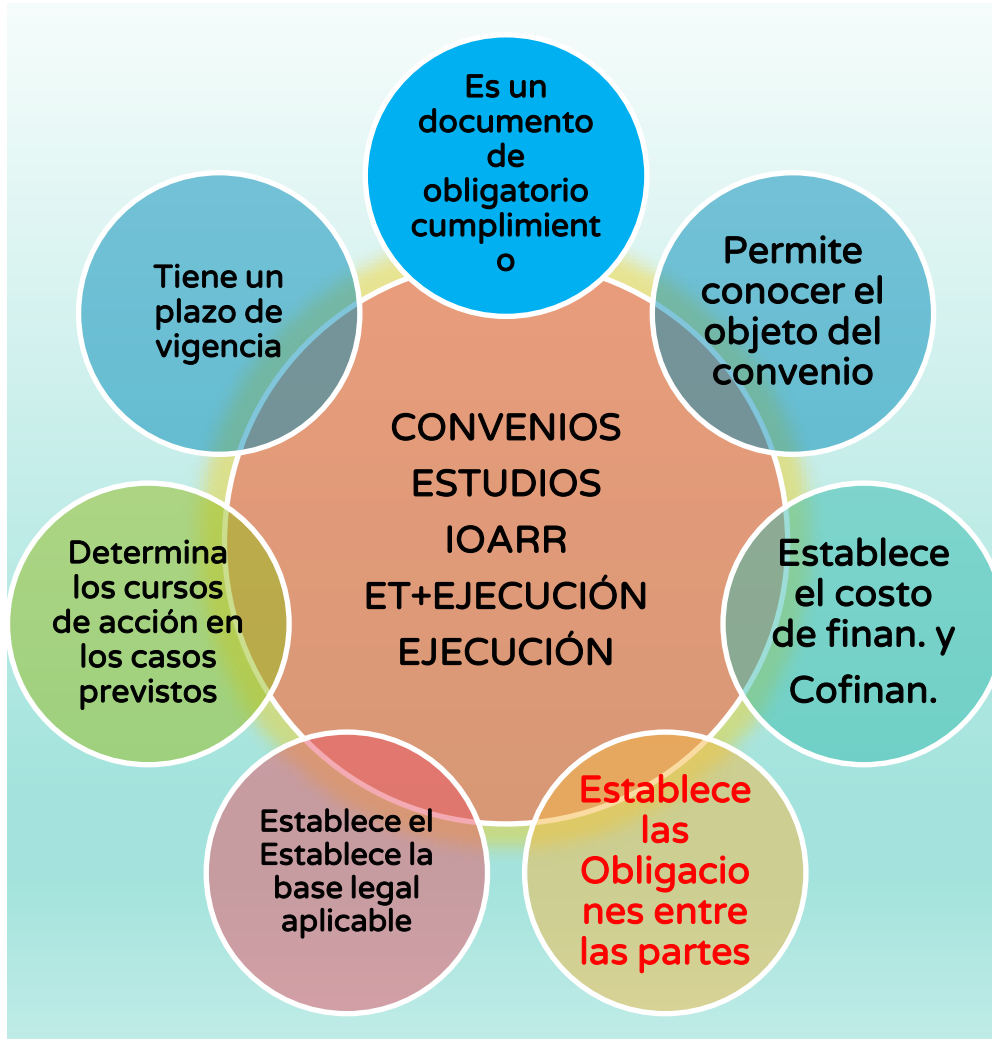 Es un
documento
de
obligatorio
cumplimient
o
Permite
conocer el
objeto del
convenio
Establece
el costo
de finan. y
Cofinan.
Establece
las
Obligacio
nes entre
las partes
Establece el
Establece la
base legal
aplicable
Determina
los cursos
de acción en
los casos
previstos
Tiene un
plazo de
vigencia
CONVENIOS
ESTUDIOS
IOARR
ET+EJECUCIÓN
EJECUCIÓN